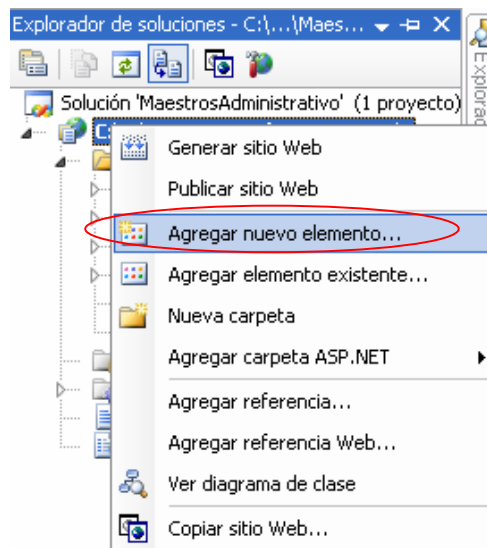 Explorador de soluciones - C:\...\Maes...
Explorad
Solución 'MaestrosAdministrativo' (1 proyecto)
Generar sitio Web
Publicar sitio Web
Agregar nuevo elemento...
Agregar elemento existente...
Nueva carpeta
Agregar carpeta ASP.NET
Agregar referencia...
Agregar referencia Web...
Ver diagrama de clase
Copiar sitio Web...